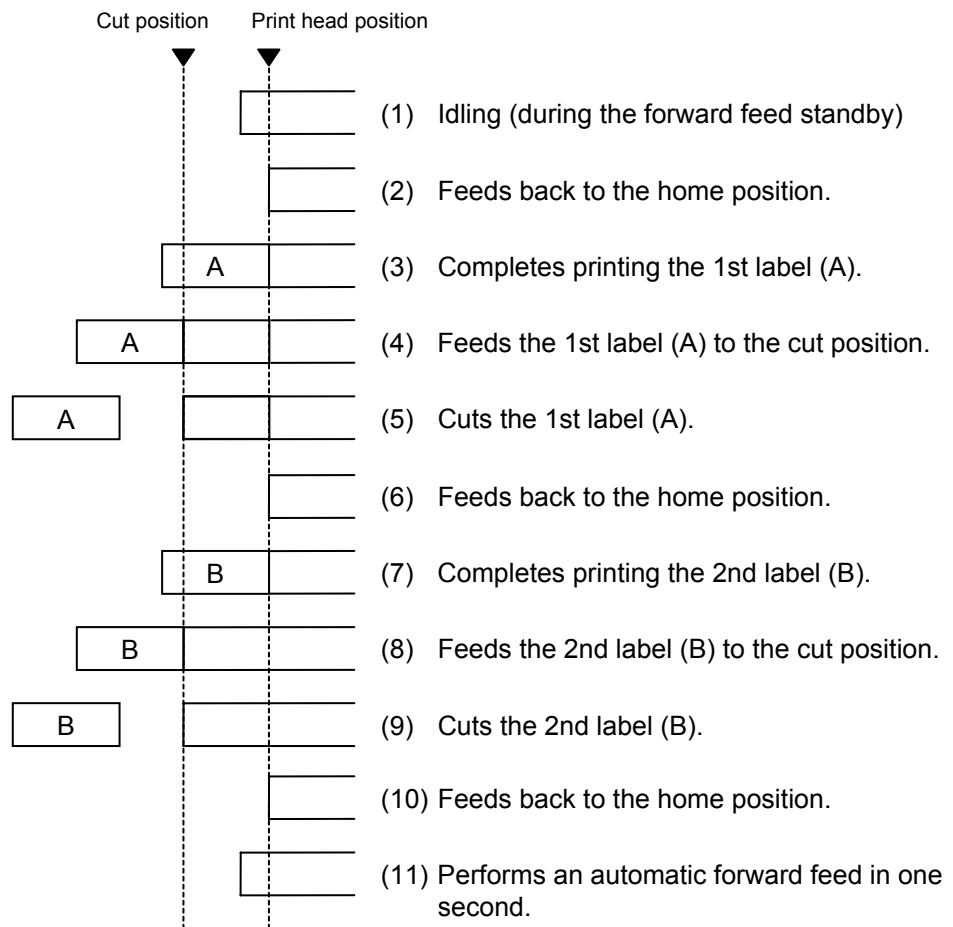 Cut position Print head position
(1) Idling (during the forward feed standby)
(2) Feeds back to the home position.
A (3) Completes printing the 1st label (A).
A (4) Feeds the 1st label (A) to the cut position.
A (5) Cuts the 1st label (A).
(6) Feeds back to the home position.
B (7) Completes printing the 2nd label (B).
B (8) Feeds the 2nd label (B) to the cut position.
B (9) Cuts the 2nd label (B).
(10) Feeds back to the home position.
(11) Performs an automatic forward feed in one
second.